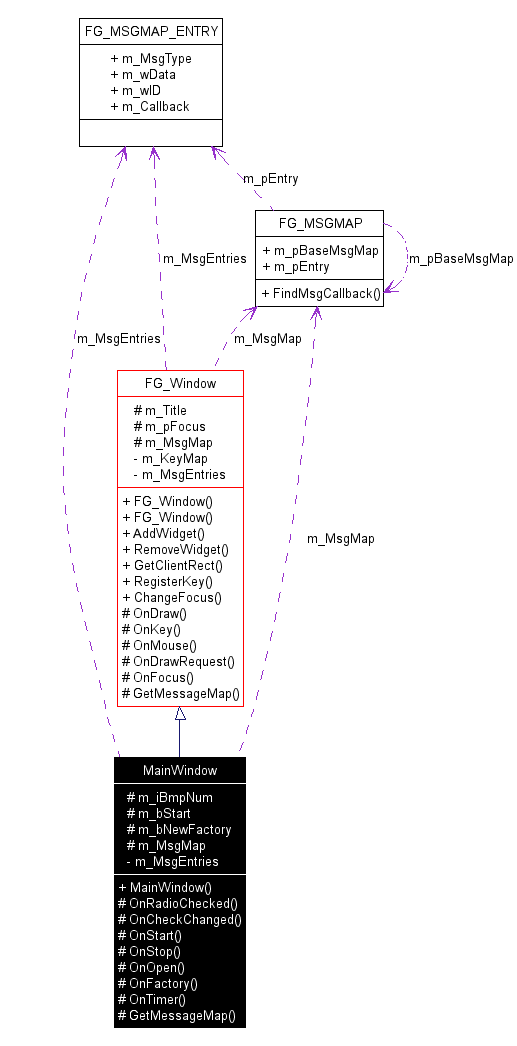 FG_MSGMAP_ENTRY
+ m_MsgType
+ m_wData
+ m_wID
+ m_Callback
m_pEntry
FG_MSGMAP
+ m_pBaseMsgMap
+ m_pEntry
+ FindMsgCallback()
m_pBaseMsgMap
m_MsgEntries
m_MsgEntries
m_MsgMap
FG_Window
# m_Title
# m_pFocus
# m_MsgMap
- m_KeyMap
- m_MsgEntries
+ FG_Window()
+ FG_Window()
+ AddWidget()
+ RemoveWidget()
+ GetClientRect()
+ RegisterKey()
+ ChangeFocus()
# OnDraw()
# OnKey()
# OnMouse()
# OnDrawRequest()
# OnFocus()
# GetMessageMap()
m_MsgMap
MainWindow
# m_iBmpNum
# m_bStart
# m_bNewFactory
# m_MsgMap
- m_MsgEntries
+ MainWindow()
# OnRadioChecked()
# OnCheckChanged()
# OnStart()
# OnStop()
# OnOpen()
# OnFactory()
# OnTimer()
# GetMessageMap()